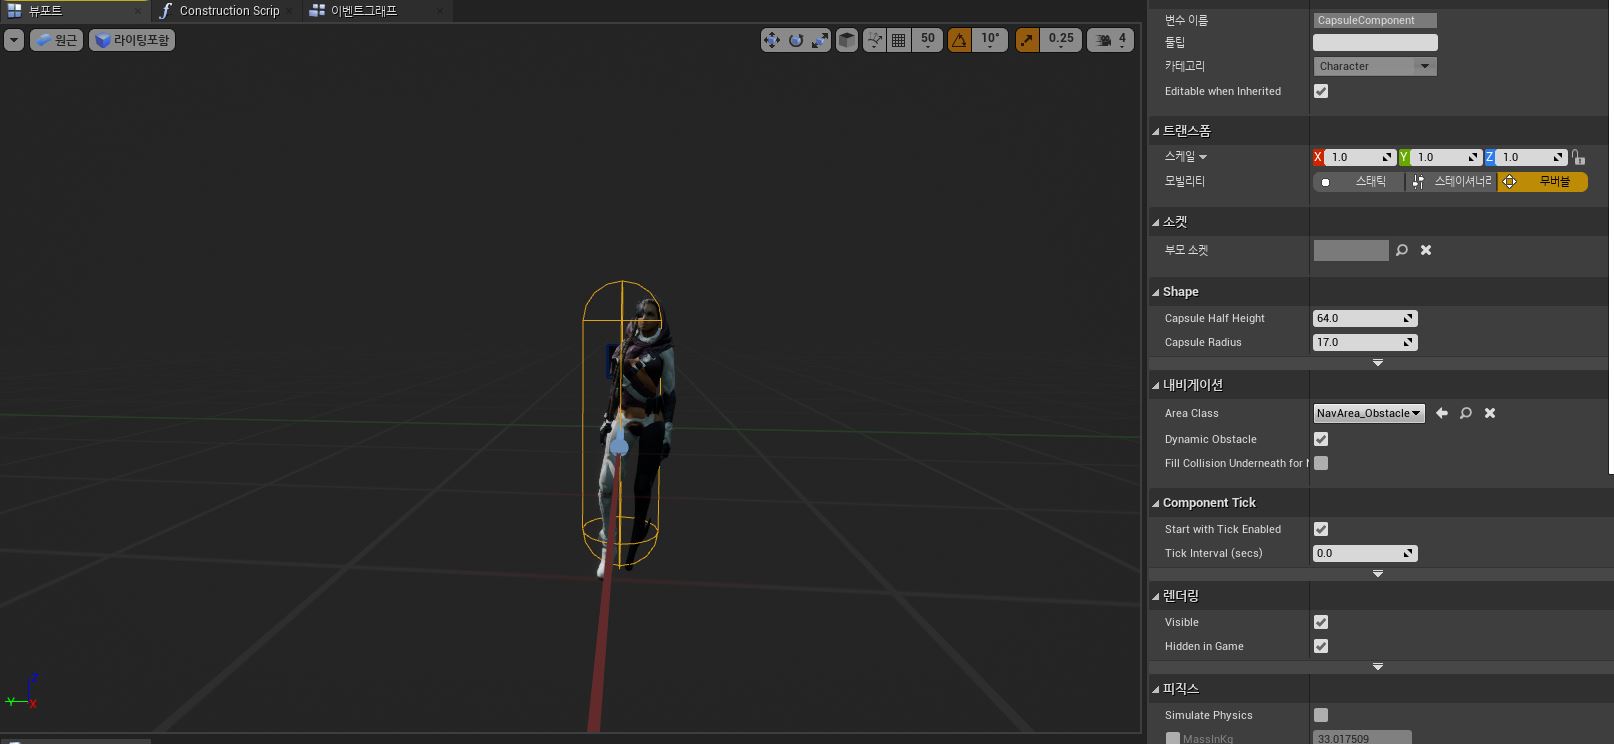 뷰포트
Construction Scrip
이벤트그래프
원근
라이팅포함
50
10°
0.25
4
변수 이름
CapsuleComponent
툴팁
카테고리
Character
Editable when Inherited
트랜스폼
스케일
X 1.0
Y 1.0
Z 1.0
모빌리티
스태틱
스테이셔너리
무버블
소켓
부모 소켓
Shape
Capsule Half Height
64.0
Capsule Radius
17.0
내비게이션
Area Class
NavArea_Obstacle
Dynamic Obstacle
Fill Collision Underneath for N
Component Tick
Start with Tick Enabled
Tick Interval (secs)
0.0
렌더링
Visible
Hidden in Game
피직스
Simulate Physics
MassInKg
33.017509
Z
Y
X